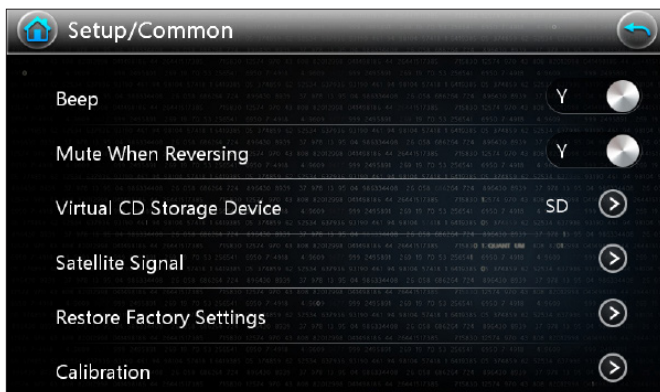 Setup/Common
Beep Y
Mute When Reversing Y
Virtual CD Storage Device SD
Satellite Signal
Restore Factory Settings
Calibration